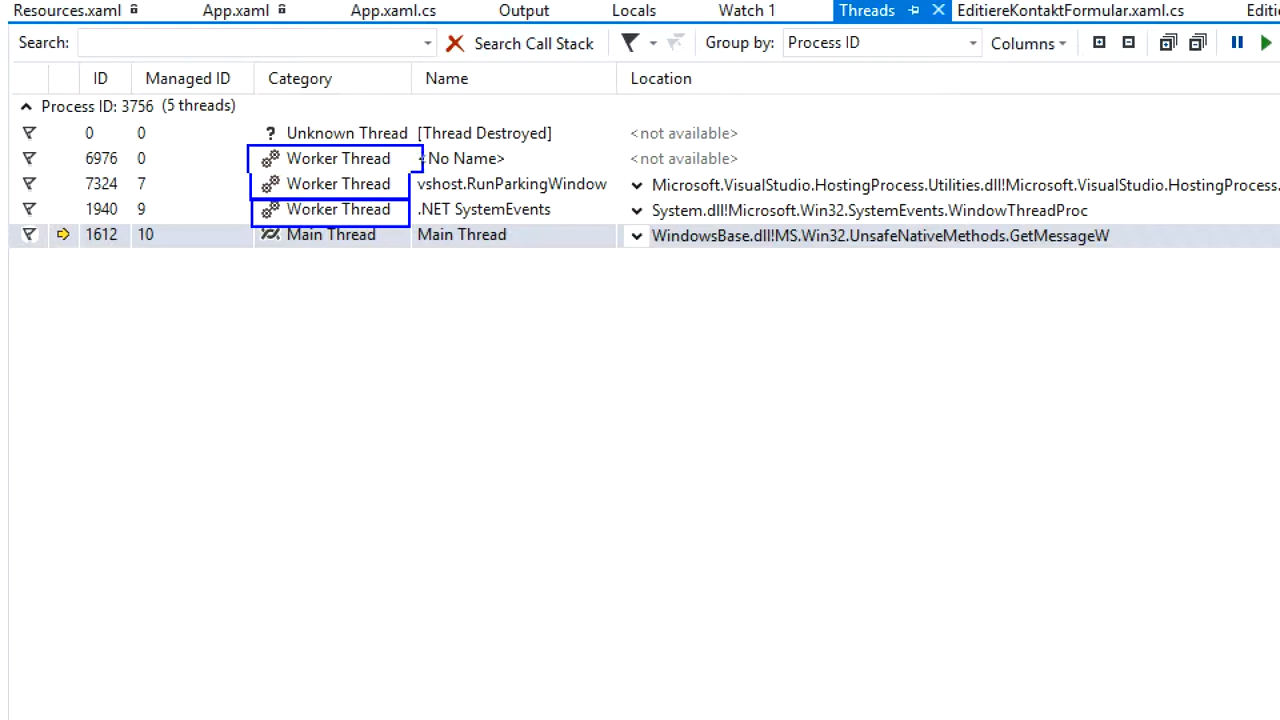 Resources.xaml App.xaml App.xaml.cs Output Locals Watch 1 Threads EditiereKontaktFormular.xaml.cs Editie
Search: Search Call Stack Group by: Process ID Columns
ID Managed ID Category Name Location
Process ID: 3756 (5 threads)
0 0 ? Unknown Thread [Thread Destroyed] <not available>
6976 0 Worker Thread <No Name> <not available>
7324 7 Worker Thread vshost.RunParkingWindow Microsoft.VisualStudio.HostingProcess.Utilities.dll!Microsoft.VisualStudio.HostingProcess.
1940 9 Worker Thread .NET SystemEvents System.dll!Microsoft.Win32.SystemEvents.WindowThreadProc
1612 10 Main Thread Main Thread WindowsBase.dll!MS.Win32.UnsafeNativeMethods.GetMessageW